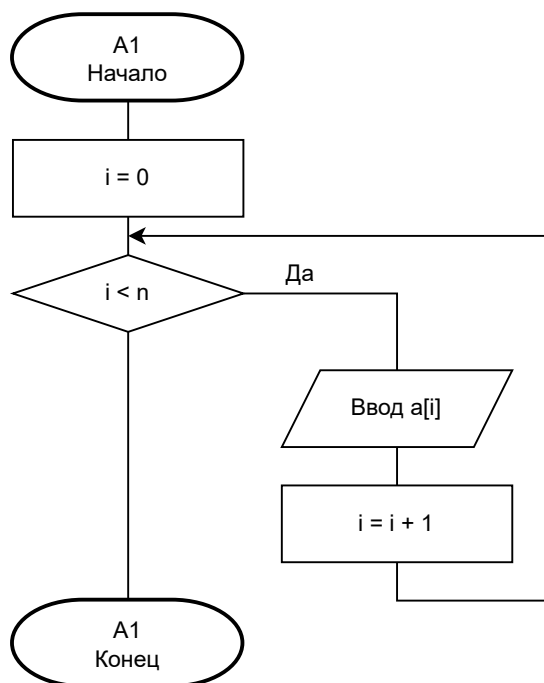 A1
Начало
i = 0
i < n
Да
Ввод a[i]
i = i + 1
A1
Конец